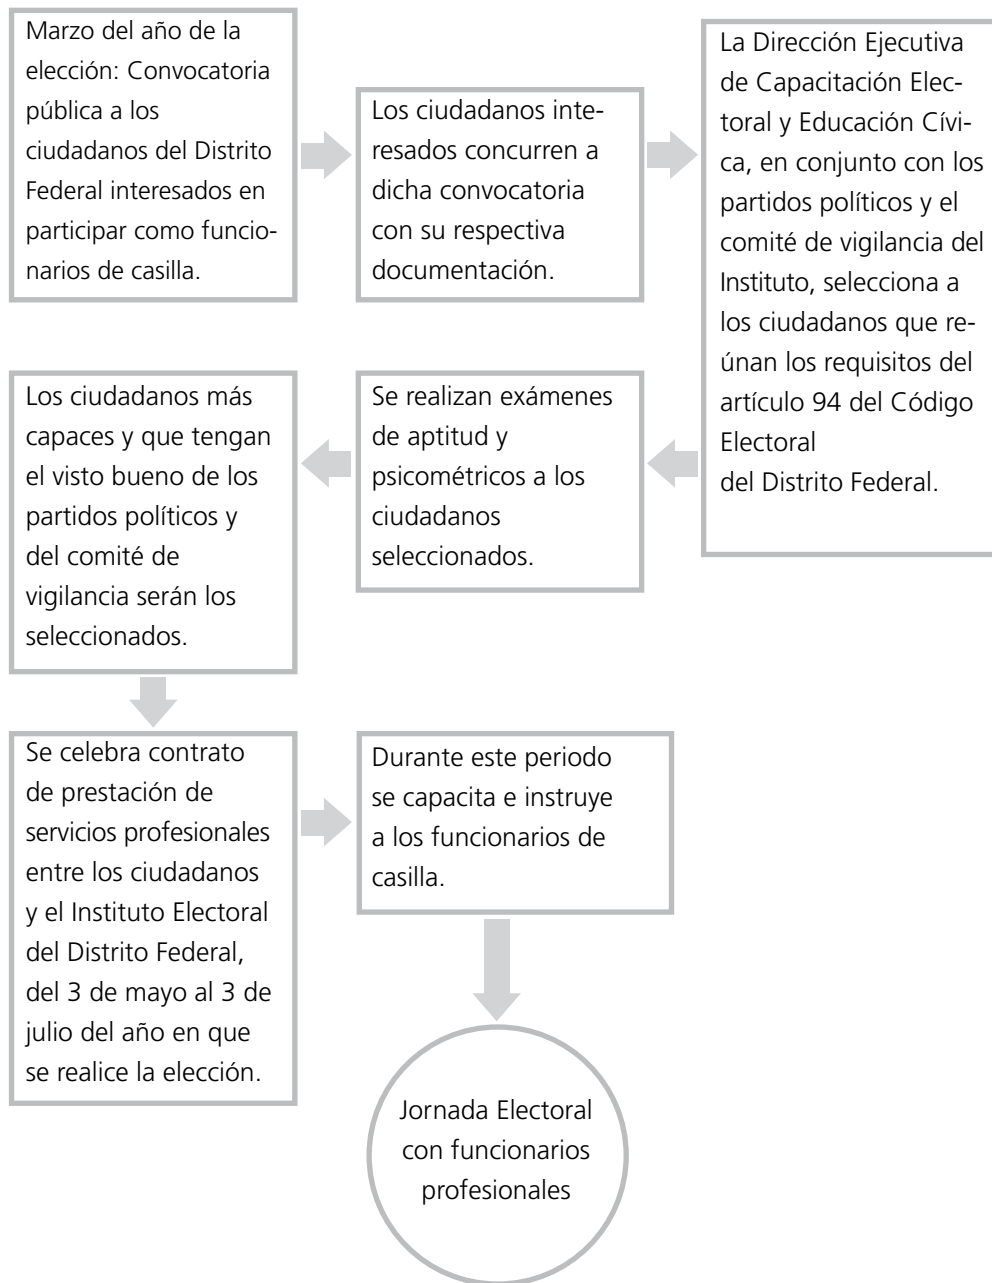 Marzo del año de la
elección: Convocatoria
pública a los
ciudadanos del Distrito
Federal interesados en
participar como funcio-
narios de casilla.
Los ciudadanos inte-
resados concurren a
dicha convocatoria
con su respectiva
documentación.
La Dirección Ejecutiva
de Capacitación Elec-
toral y Educación Cívi-
ca, en conjunto con los
partidos políticos y el
comité de vigilancia del
Instituto, selecciona a
los ciudadanos que re-
únan los requisitos del
artículo 94 del Código
Electoral
del Distrito Federal.
Se realizan exámenes
de aptitud y
psicométricos a los
ciudadanos
seleccionados.
Los ciudadanos más
capaces y que tengan
el visto bueno de los
partidos políticos y
del comité de
vigilancia serán los
seleccionados.
Se celebra contrato
de prestación de
servicios profesionales
entre los ciudadanos
y el Instituto Electoral
del Distrito Federal,
del 3 de mayo al 3 de
julio del año en que
se realice la elección.
Durante este periodo
se capacita e instruye
a los funcionarios de
casilla.
Jornada Electoral
con funcionarios
profesionales